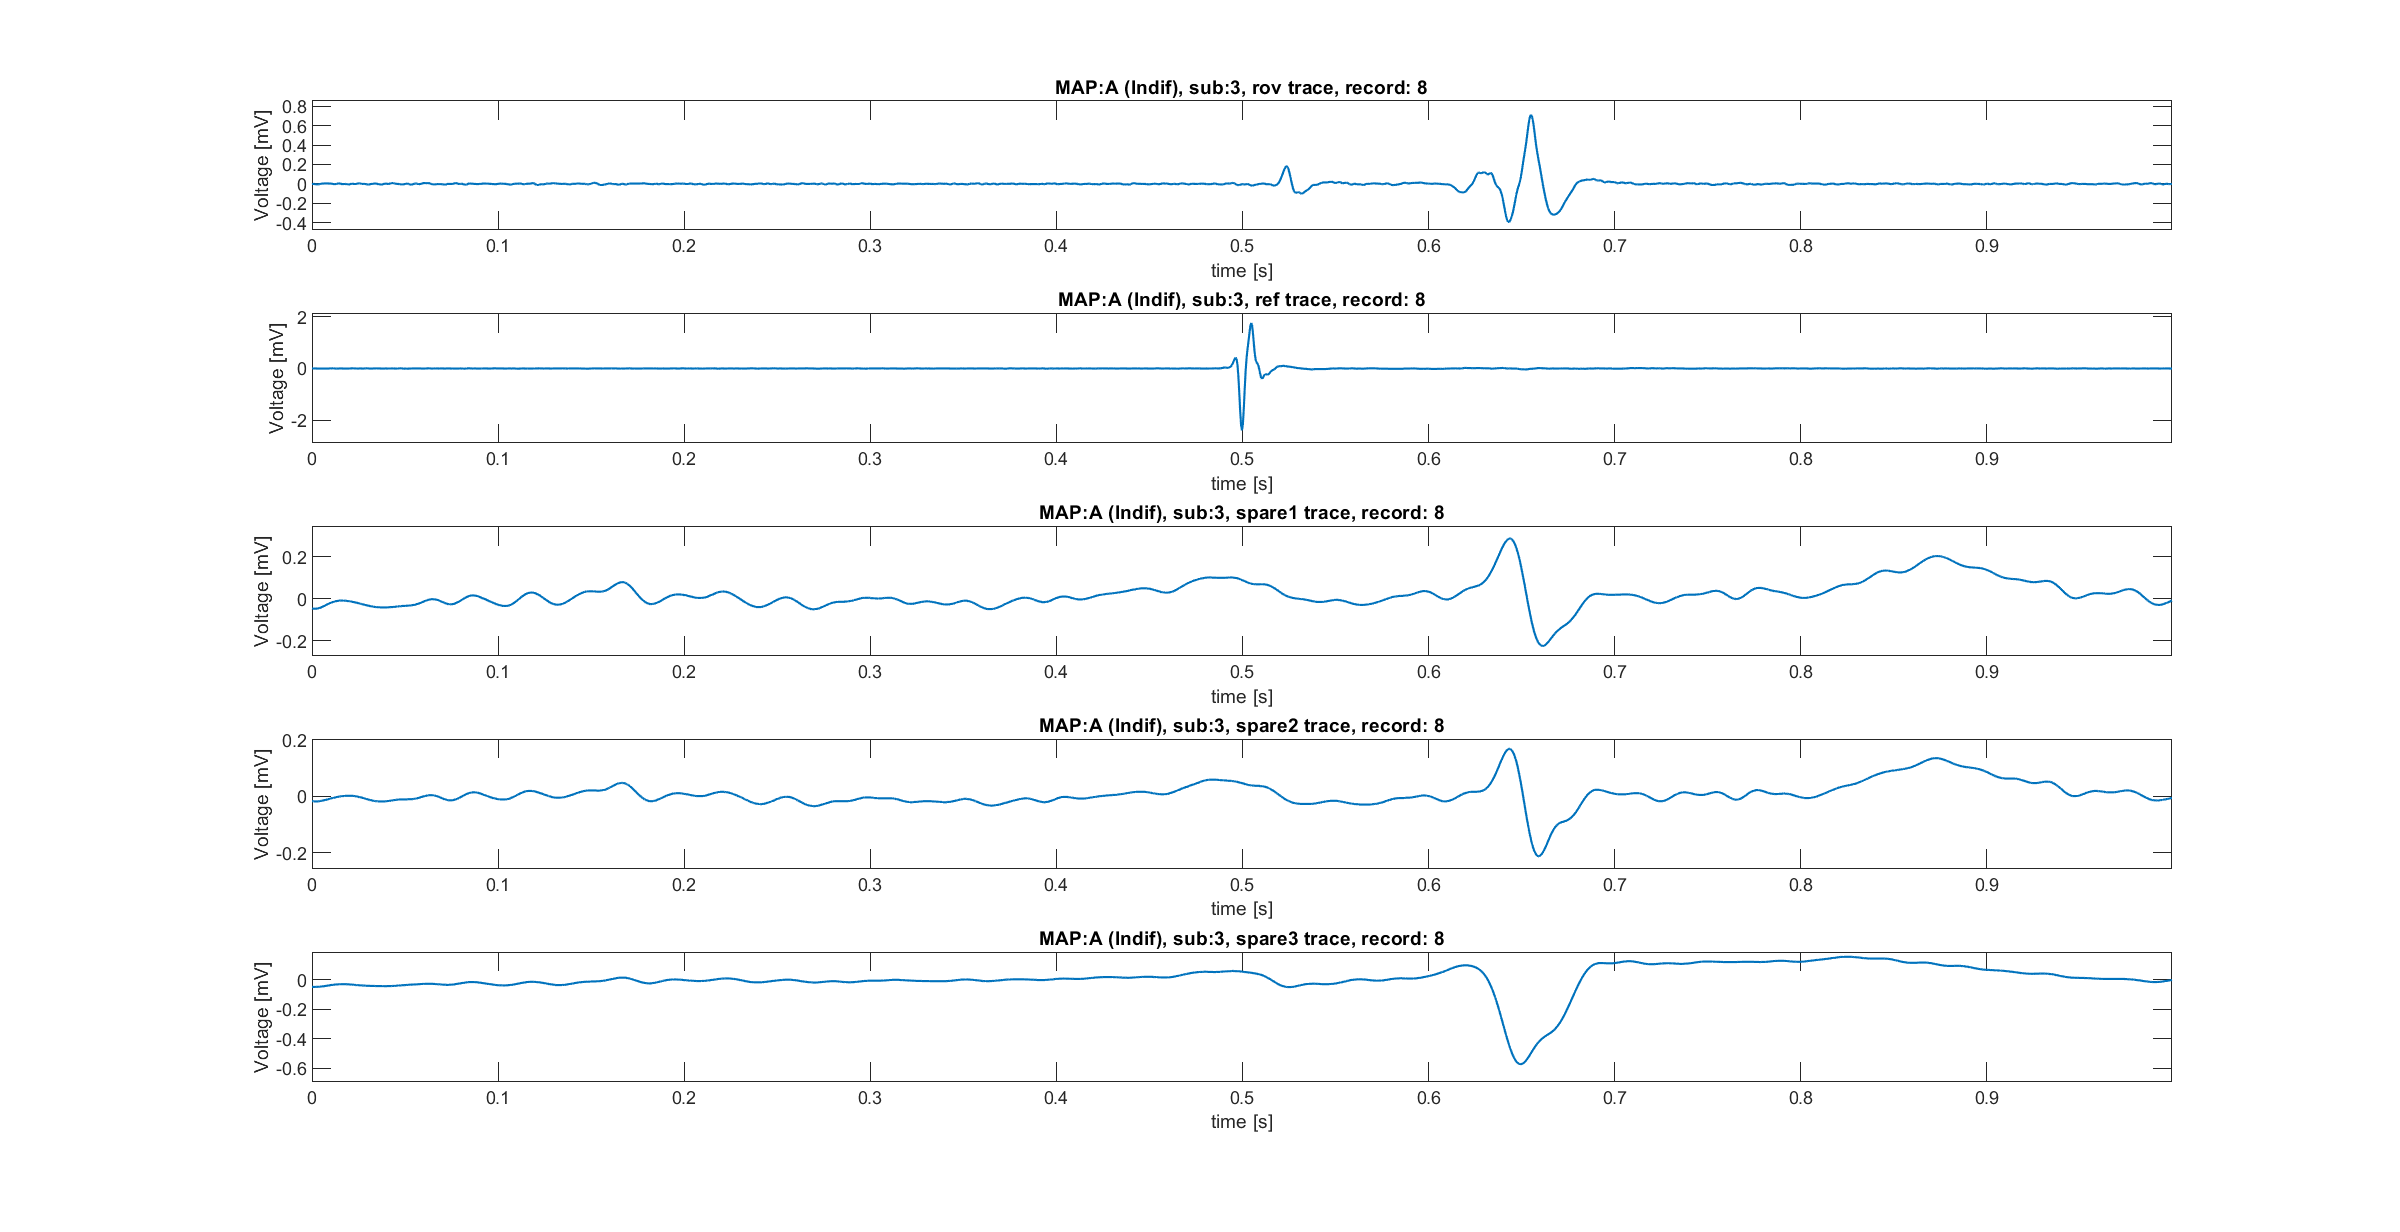 MAP:A (Indif), sub:3, rov trace, record: 8
Voltage [mV]
0.8
0.6
0.4
0.2
0
-0.2
-0.4
0 0.1 0.2 0.3 0.4 0.5 0.6 0.7 0.8 0.9
time [s]
MAP:A (Indif), sub:3, ref trace, record: 8
Voltage [mV]
2
0
-2
0 0.1 0.2 0.3 0.4 0.5 0.6 0.7 0.8 0.9
time [s]
MAP:A (Indif), sub:3, spare1 trace, record: 8
Voltage [mV]
0.2
0
-0.2
0 0.1 0.2 0.3 0.4 0.5 0.6 0.7 0.8 0.9
time [s]
MAP:A (Indif), sub:3, spare2 trace, record: 8
Voltage [mV]
0.2
0
-0.2
0 0.1 0.2 0.3 0.4 0.5 0.6 0.7 0.8 0.9
time [s]
MAP:A (Indif), sub:3, spare3 trace, record: 8
Voltage [mV]
0
-0.2
-0.4
-0.6
0 0.1 0.2 0.3 0.4 0.5 0.6 0.7 0.8 0.9
time [s]